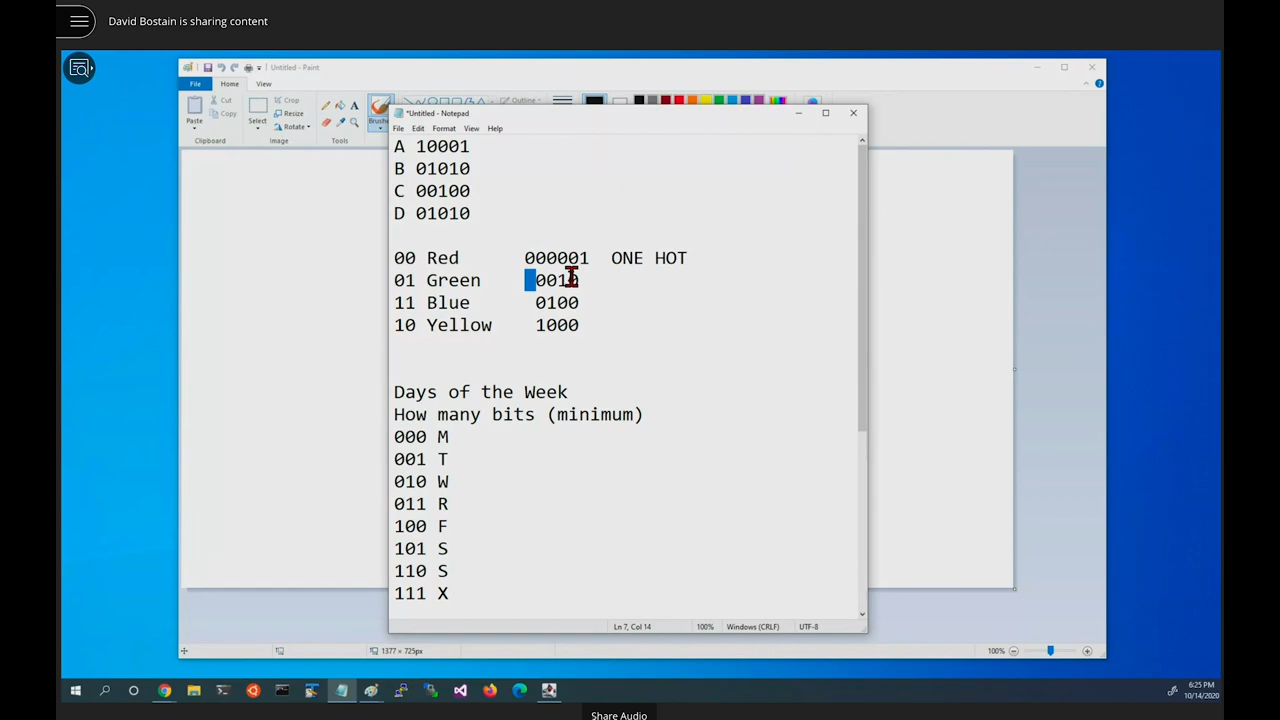 David Bostain is sharing content
Untitled - Paint
File Home View
Cut
Copy
Paste
Clipboard
Crop
Resize
Rotate
Select
Image
Tools
Brushes
Outline
*Untitled - Notepad
File Edit Format View Help
A 10001
B 01010
C 00100
D 01010
00 Red 000001 ONE HOT
01 Green 0010
11 Blue 0100
10 Yellow 1000
Days of the Week
How many bits (minimum)
000 M
001 T
010 W
011 R
100 F
101 S
110 S
111 X
Ln 7, Col 14 100% Windows (CRLF) UTF-8
1377 × 725px 100%
6:25 PM
10/14/2020
Share Audio